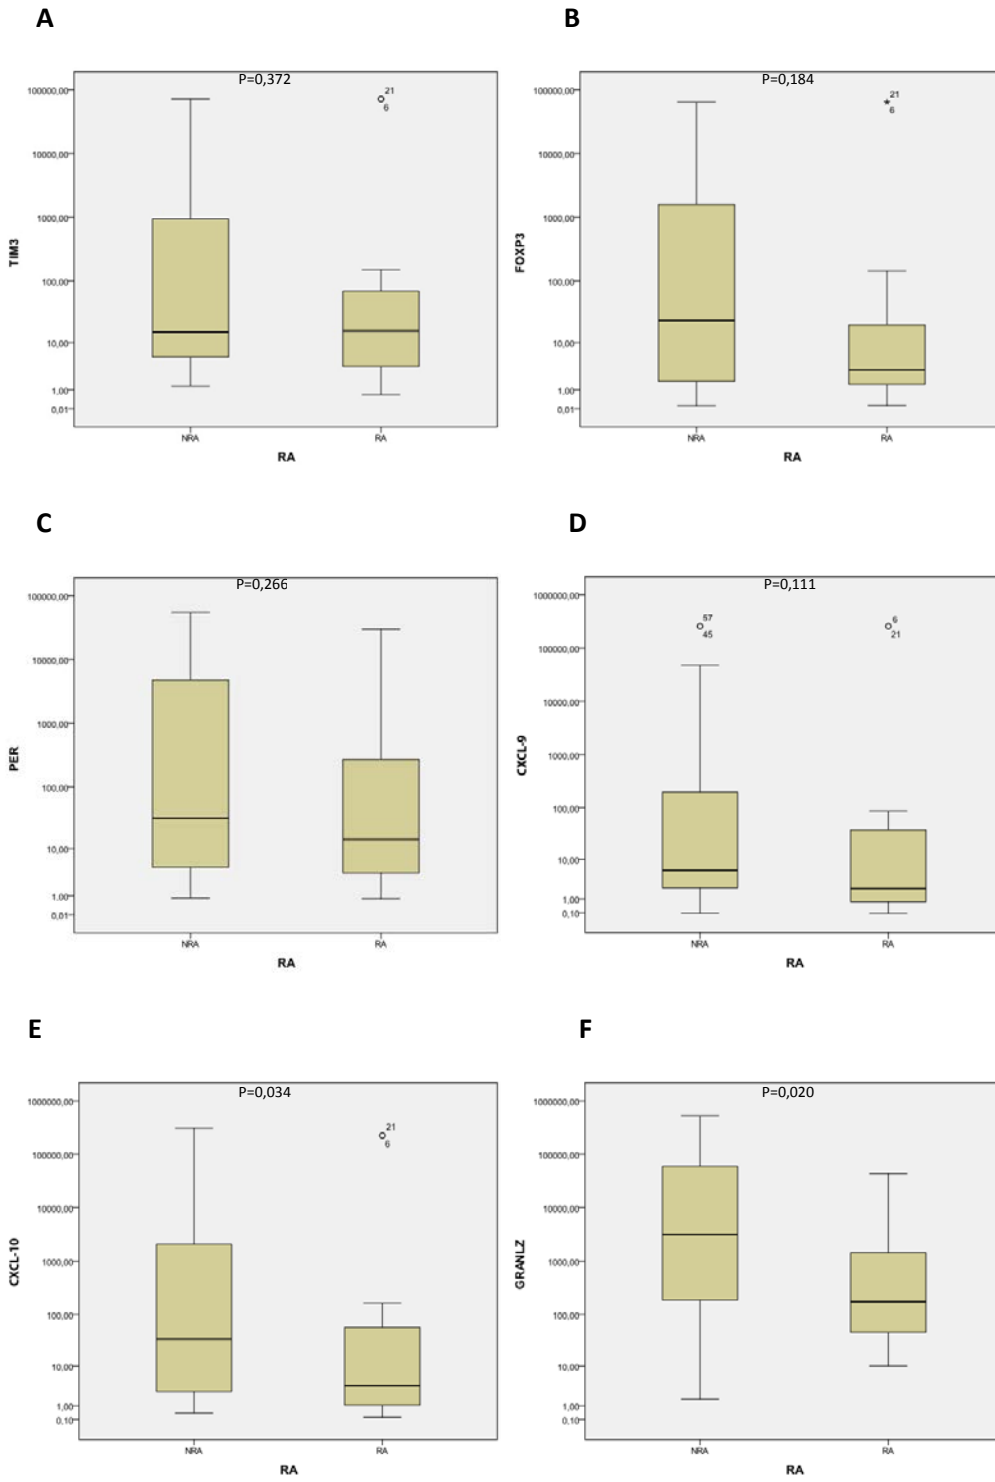 A
P=0,372
100000,00
10000,00
1000,00
100,00
10,00
1,00
0,01
TIM3
21
6
NRA
RA
RA
B
P=0,184
100000,00
10000,00
1000,00
100,00
10,00
1,00
0,01
FOXP3
21
6
NRA
RA
RA
C
P=0,266
100000,00
10000,00
1000,00
100,00
10,00
1,00
0,01
PER
NRA
RA
RA
D
P=0,111
1000000,00
100000,00
10000,00
1000,00
100,00
10,00
1,00
0,10
CXCL-9
57
45
6
21
NRA
RA
RA
E
P=0,034
1000000,00
100000,00
10000,00
1000,00
100,00
10,00
1,00
0,10
CXCL-10
21
6
NRA
RA
RA
F
P=0,020
1000000,00
100000,00
10000,00
1000,00
100,00
10,00
1,00
0,10
GRANLZ
NRA
RA
RA